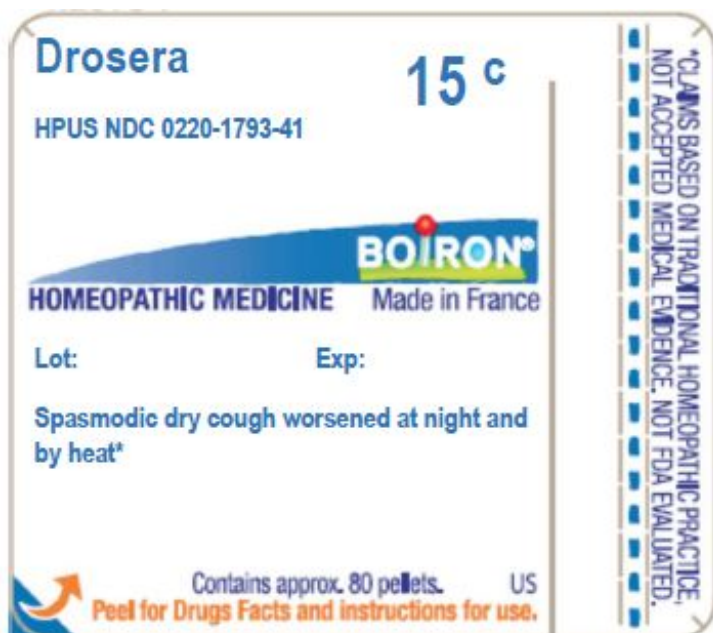 Drosera
15 C
HPUS NDC 0220-1793-41
BOIRON®
HOMEOPATHIC MEDICINE Made in France
Lot: Exp:
Spasmodic dry cough worsened at night and
by heat*
Contains approx. 80 pellets. US
Peel for Drugs Facts and instructions for use.
*CLAIMS BASED ON TRADITIONAL HOMEOPATHIC PRACTICE,
NOT ACCEPTED MEDICAL EVIDENCE. NOT FDA EVALUATED.